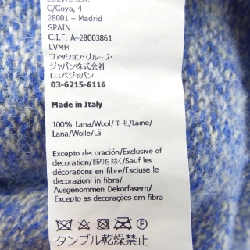 C/Goya, 4
28001 - Madrid
SPAIN
C.I.F. A-28003861
LVMH
ファッション・グループ・
ジャパン株式会社
ロエベジャパン
03-6215-6116
Made in Italy
100% Lana/Wool/羊毛/Laine/
Lana/Wolle/Lã
Excepto decoración/Exclusive of
decoration/飾り部除く/Sauf les
décorations en fibre/Escluse le
decorazioni in fibra/
Ausgenommen Dekorfasern/
Exceto as decorações em fibra
タンブル乾燥禁止